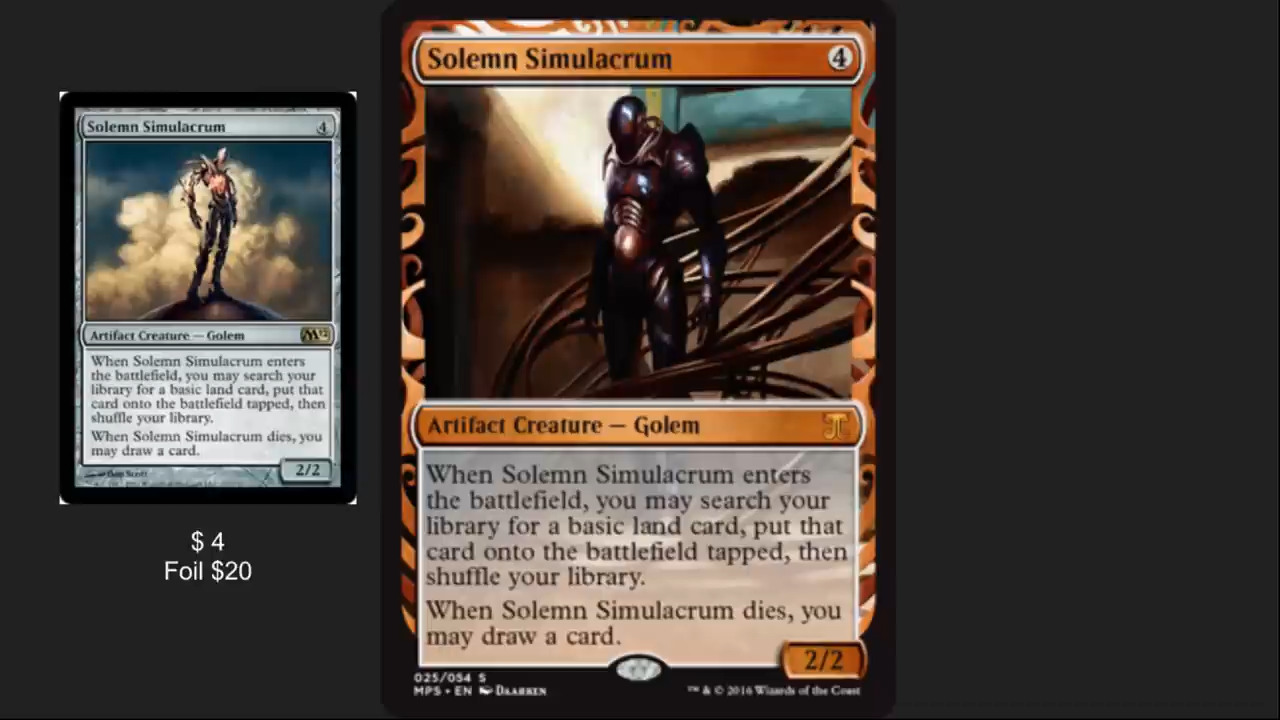 Solemn Simulacrum 4
Artifact Creature — Golem M12
When Solemn Simulacrum enters
the battlefield, you may search your
library for a basic land card, put that
card onto the battlefield tapped, then
shuffle your library.
When Solemn Simulacrum dies, you
may draw a card.
Dan Scott
2/2
$ 4
Foil $20
Solemn Simulacrum 4
Artifact Creature — Golem
When Solemn Simulacrum enters
the battlefield, you may search your
library for a basic land card, put that
card onto the battlefield tapped, then
shuffle your library.
When Solemn Simulacrum dies, you
may draw a card.
2/2
025/054 S
MPS • EN Daarken
™ & © 2016 Wizards of the Coast